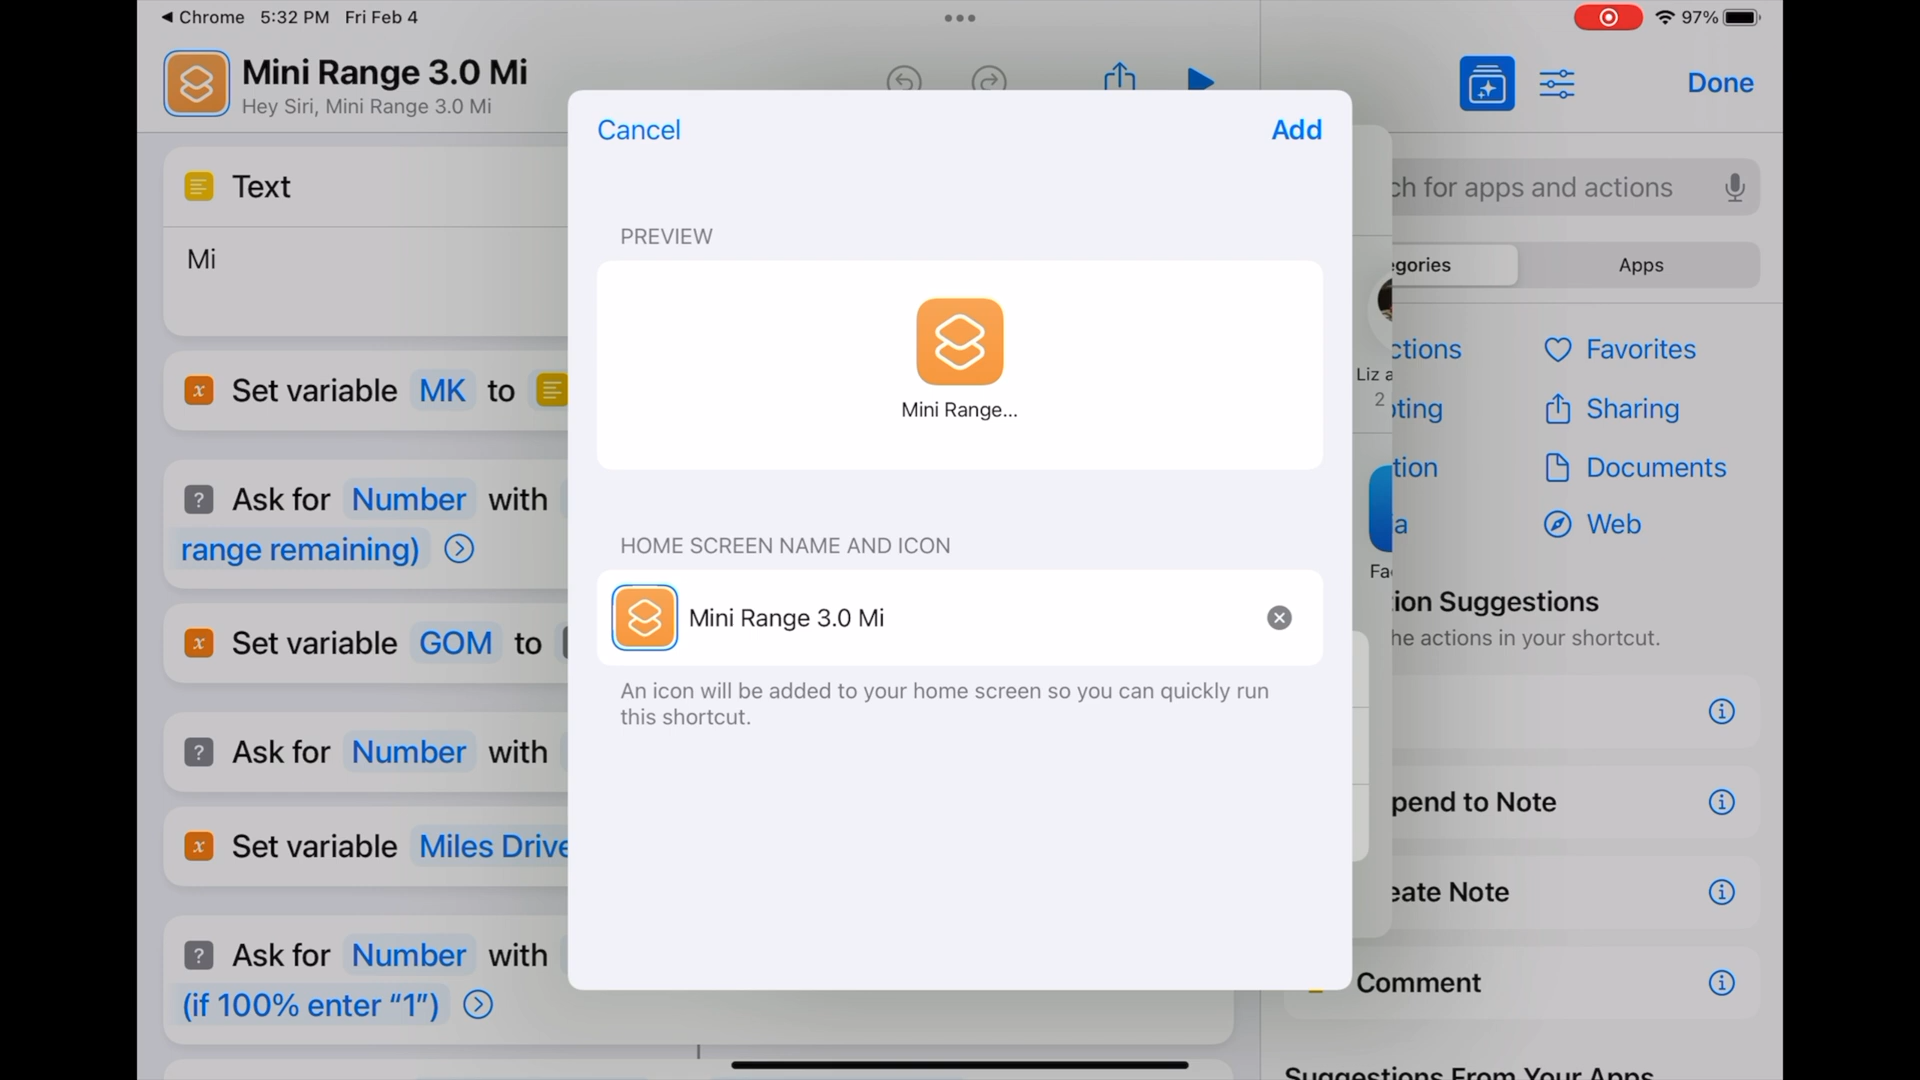 Chrome 5:32 PM Fri Feb 4
97%
Mini Range 3.0 Mi
Hey Siri, Mini Range 3.0 Mi
Done
Text
Mi
Set variable MK to
Ask for Number with
range remaining)
Set variable GOM to
Ask for Number with
Set variable Miles Drive
Ask for Number with
(if 100% enter “1”)
Cancel
Add
PREVIEW
Mini Range...
HOME SCREEN NAME AND ICON
Mini Range 3.0 Mi
An icon will be added to your home screen so you can quickly run
this shortcut.
ch for apps and actions
egories
Apps
ctions
Favorites
Liz a
2
pting
Sharing
tion
Documents
a
Web
Fa
ion Suggestions
he actions in your shortcut.
pend to Note
eate Note
Comment
Suggestions From Your Apps